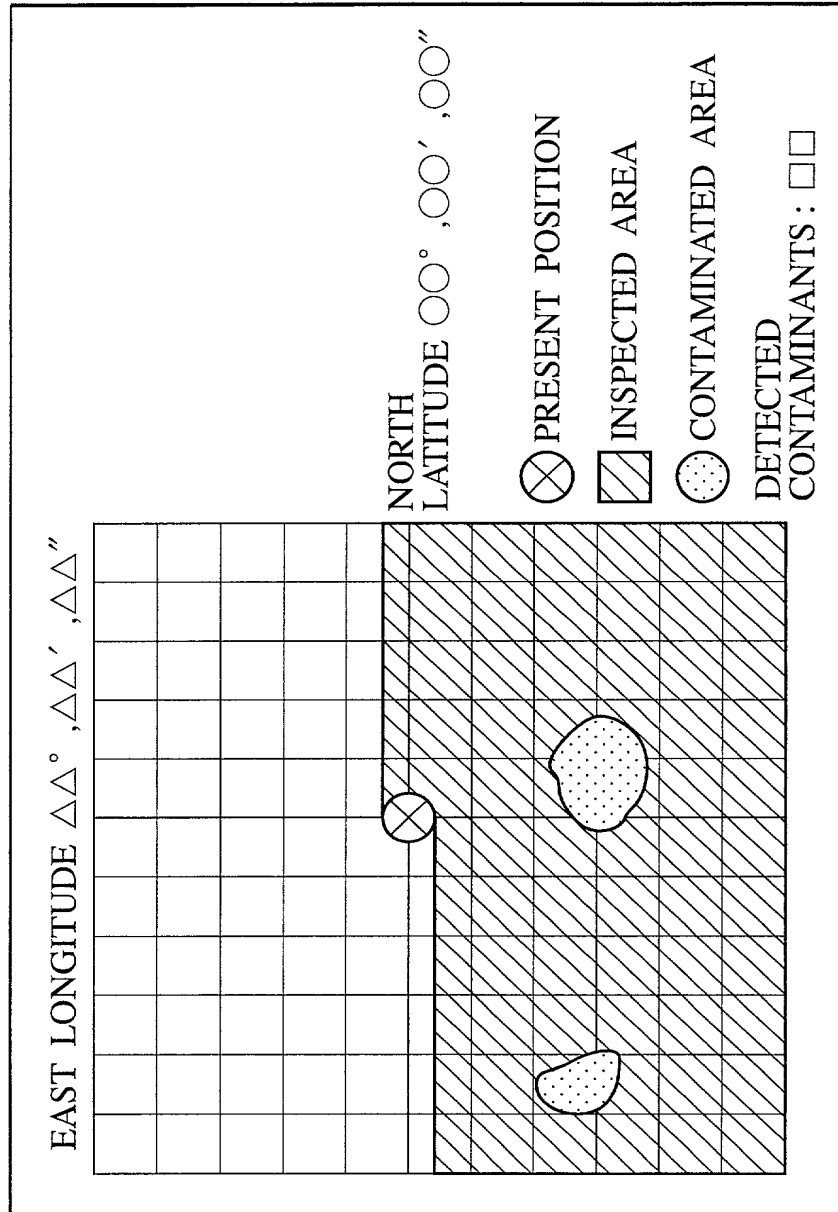 EAST LONGITUDE △△° ,△△′ ,△△″
NORTH
LATITUDE ○○° ,○○′ ,○○″
PRESENT POSITION
INSPECTED AREA
CONTAMINATED AREA
DETECTED
CONTAMINANTS : □□